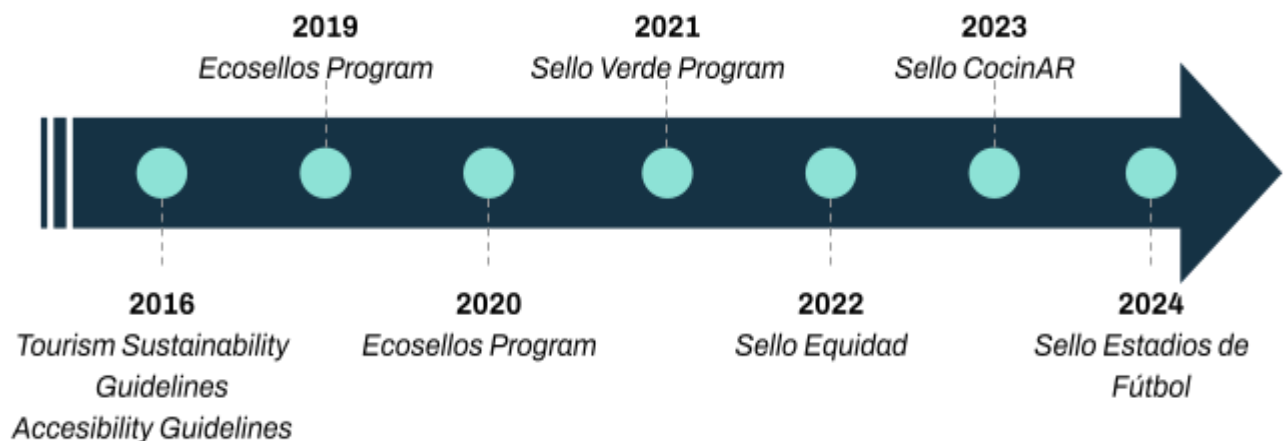 2019
Ecosellos Program
2021
Sello Verde Program
2023
Sello CocinAR
2016
Tourism Sustainability
Guidelines
Accesibility Guidelines
2020
Ecosellos Program
2022
Sello Equidad
2024
Sello Estadios de
Fútbol